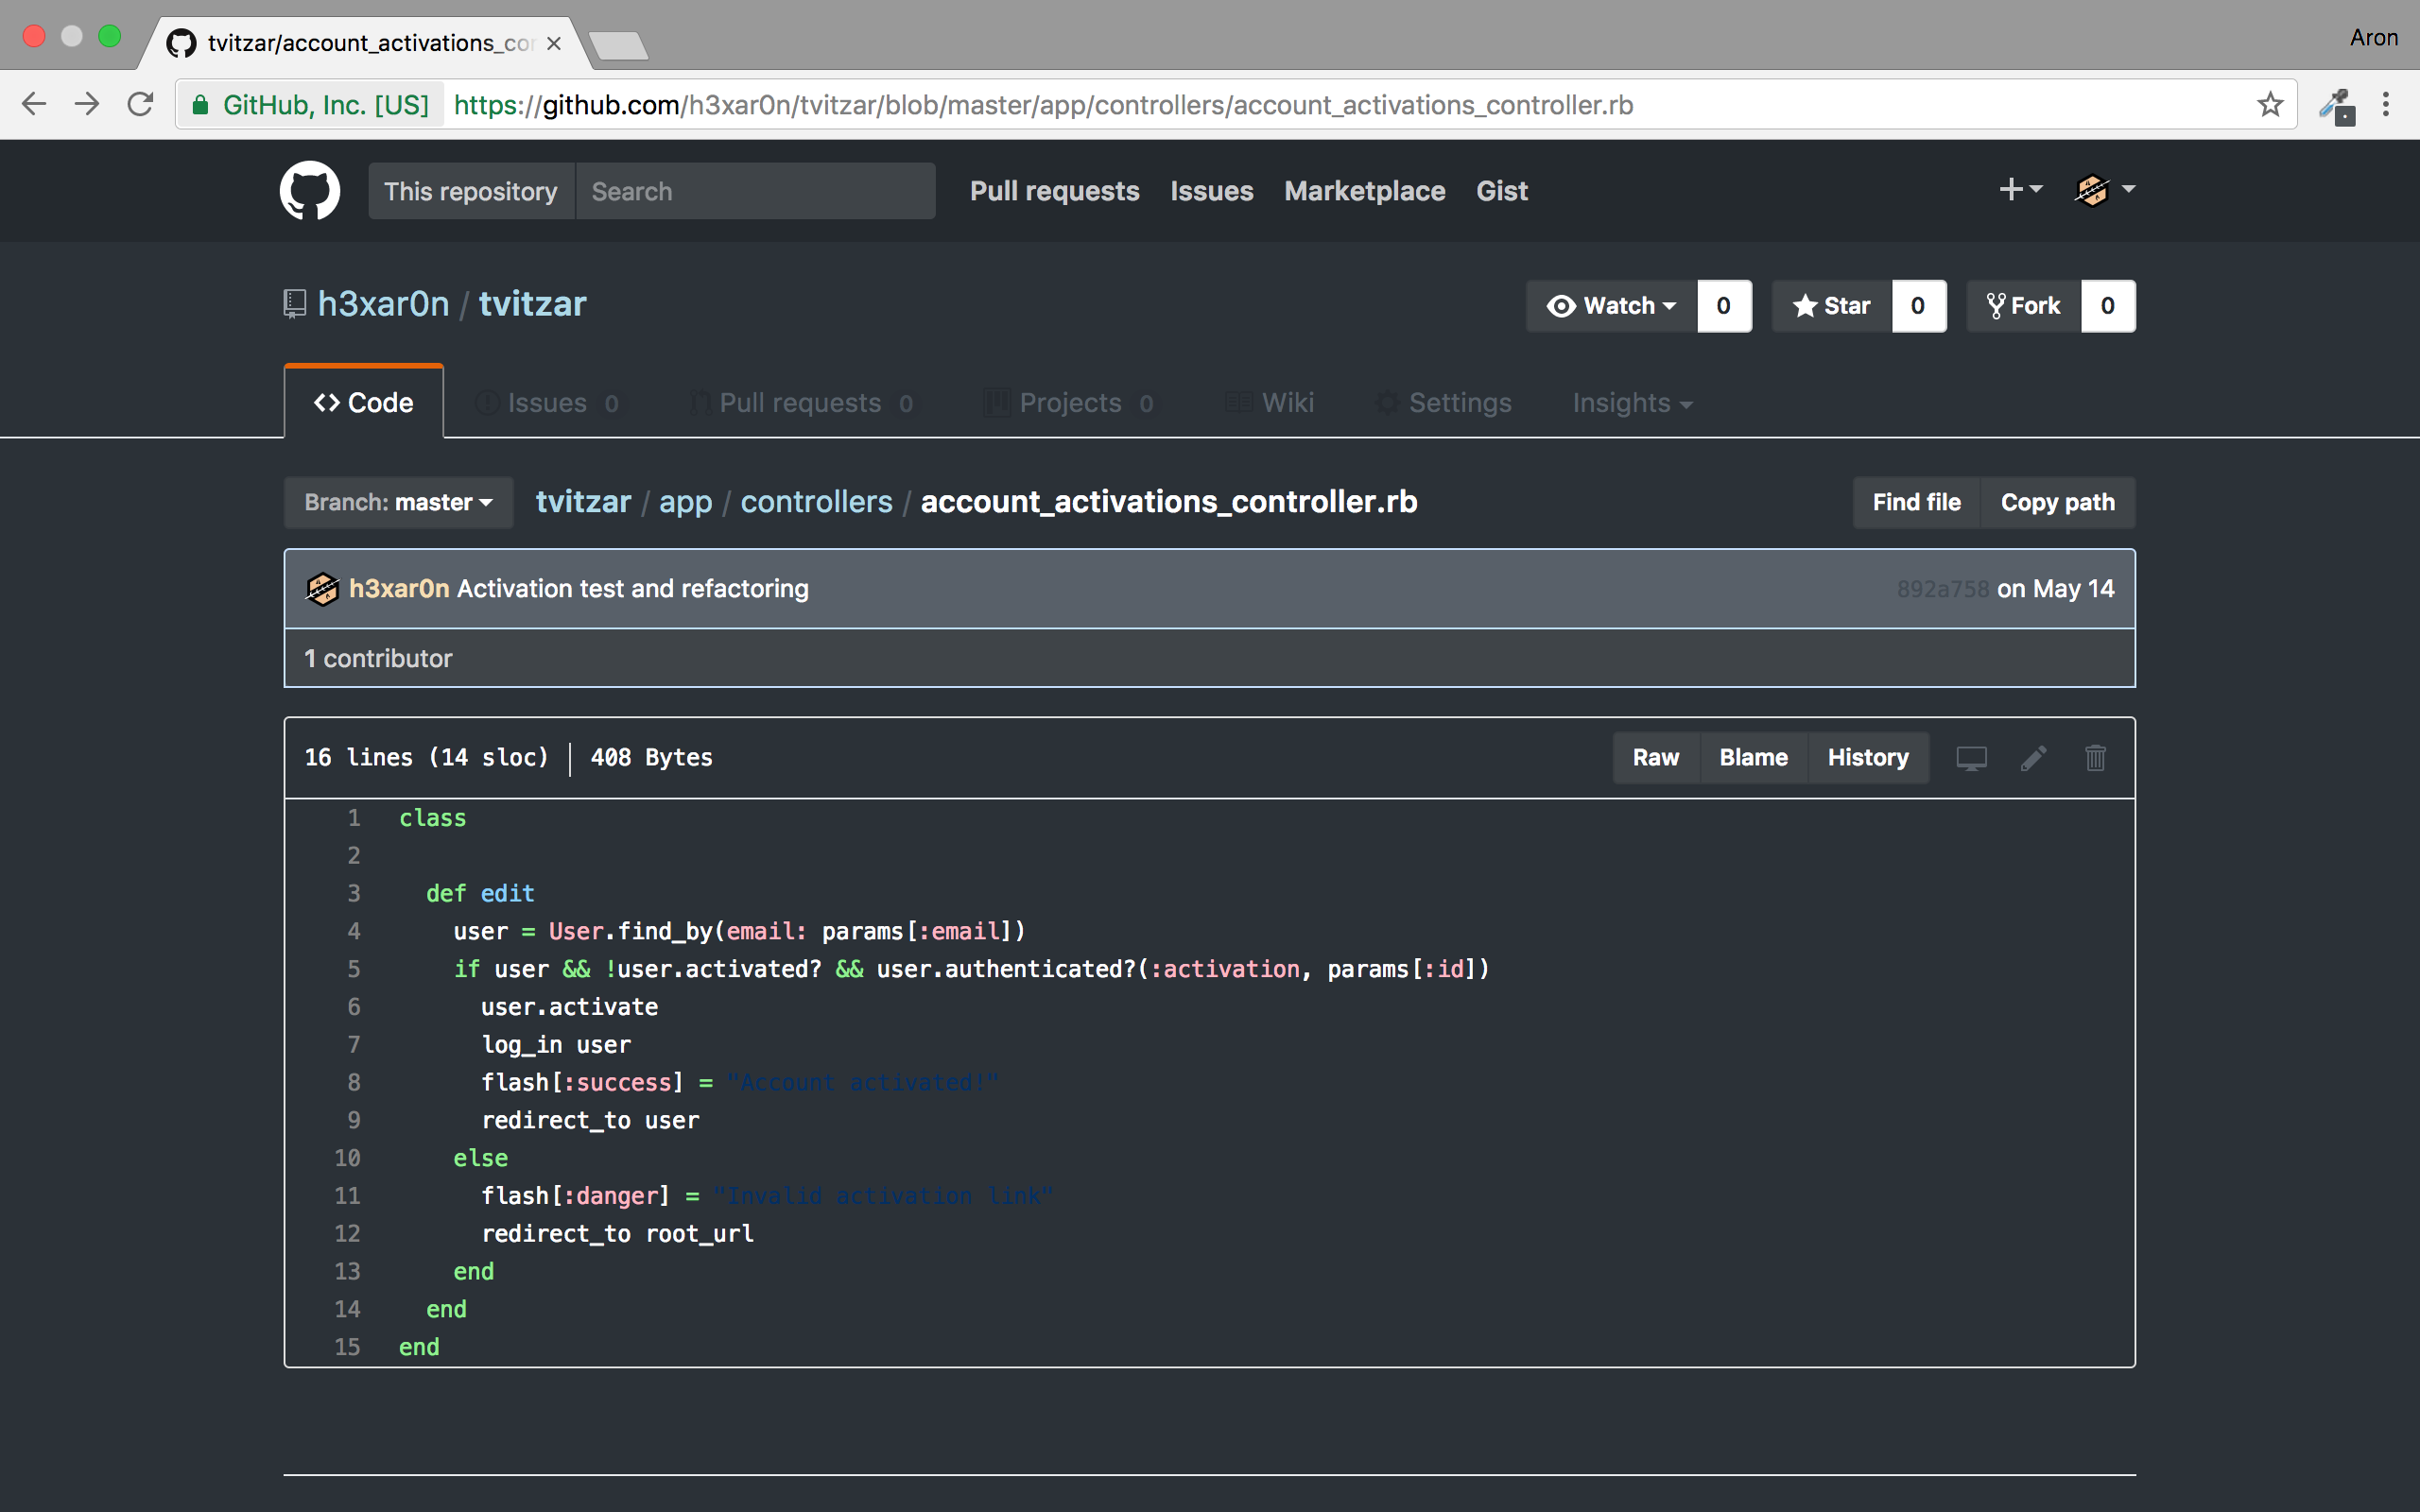 tvitzar/account_activations_con
Aron
GitHub, Inc. [US] https://github.com/h3xar0n/tvitzar/blob/master/app/controllers/account_activations_controller.rb
This repository Search Pull requests Issues Marketplace Gist
h3xar0n / tvitzar
Watch 0 Star 0 Fork 0
Code Issues 0 Pull requests 0 Projects 0 Wiki Settings Insights
Branch: master tvitzar / app / controllers / account_activations_controller.rb Find file Copy path
h3xar0n Activation test and refactoring 892a758 on May 14
1 contributor
16 lines (14 sloc) 408 Bytes Raw Blame History
1 class
2
3 def edit
4 user = User.find_by(email: params[:email])
5 if user && !user.activated? && user.authenticated?(:activation, params[:id])
6 user.activate
7 log_in user
8 flash[:success] = "Account activated!"
9 redirect_to user
10 else
11 flash[:danger] = "Invalid activation link"
12 redirect_to root_url
13 end
14 end
15 end